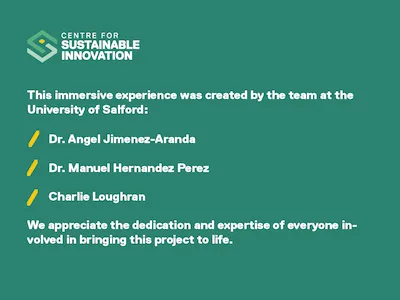 CENTRE FOR
SUSTAINABLE
INNOVATION
This immersive experience was created by the team at the
University of Salford:
Dr. Angel Jimenez-Aranda
Dr. Manuel Hernandez Perez
Charlie Loughran
We appreciate the dedication and expertise of everyone in-
volved in bringing this project to life.